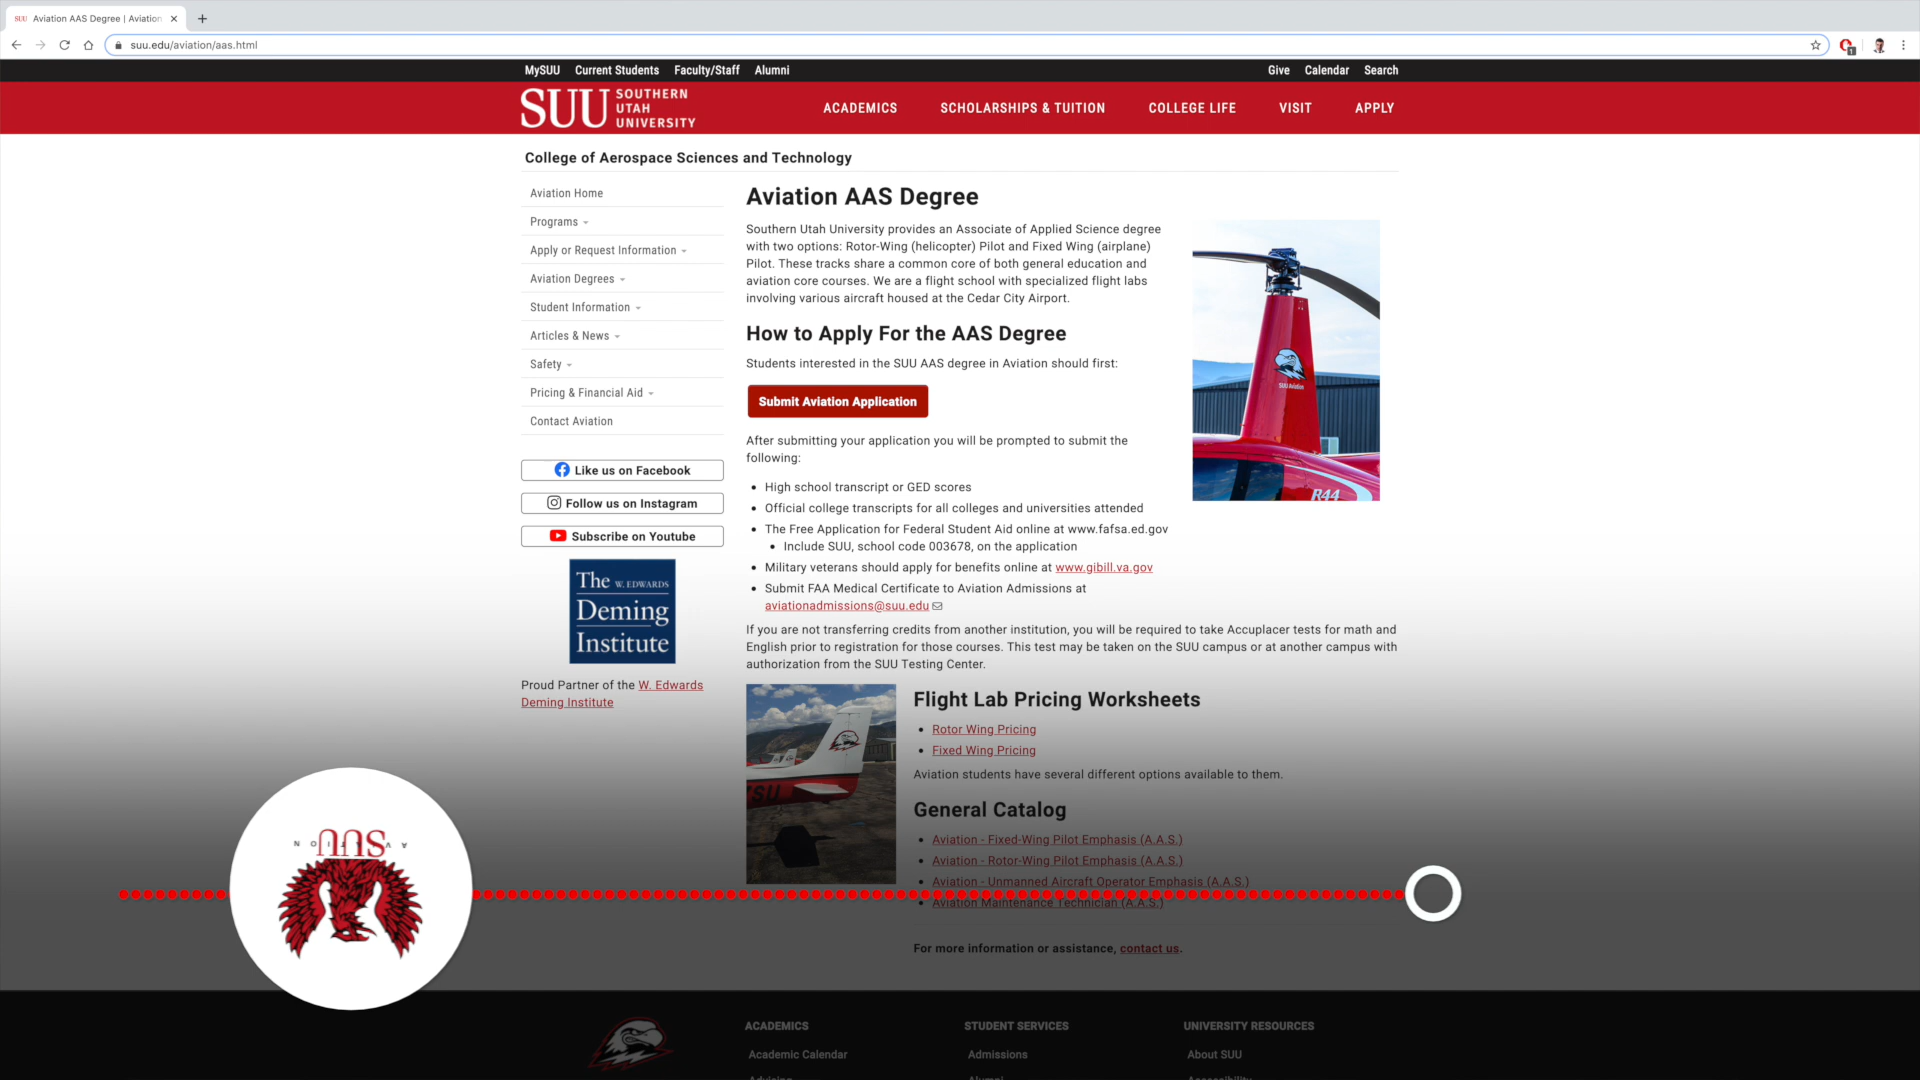 SUU Aviation AAS Degree | Aviation
suu.edu/aviation/aas.html
1
MySUU Current Students Faculty/Staff Alumni
Give Calendar Search
SUU SOUTHERN UTAH UNIVERSITY
ACADEMICS SCHOLARSHIPS & TUITION COLLEGE LIFE VISIT APPLY
College of Aerospace Sciences and Technology
Aviation Home
Programs
Apply or Request Information
Aviation Degrees
Student Information
Articles & News
Safety
Pricing & Financial Aid
Contact Aviation
Like us on Facebook
Follow us on Instagram
Subscribe on Youtube
The W. EDWARDS
Deming
Institute
Proud Partner of the W. Edwards
Deming Institute
Aviation AAS Degree
Southern Utah University provides an Associate of Applied Science degree
with two options: Rotor-Wing (helicopter) Pilot and Fixed Wing (airplane)
Pilot. These tracks share a common core of both general education and
aviation core courses. We are a flight school with specialized flight labs
involving various aircraft housed at the Cedar City Airport.
SUU Aviation
R44
How to Apply For the AAS Degree
Students interested in the SUU AAS degree in Aviation should first:
Submit Aviation Application
After submitting your application you will be prompted to submit the
following:
High school transcript or GED scores
Official college transcripts for all colleges and universities attended
The Free Application for Federal Student Aid online at www.fafsa.ed.gov
Include SUU, school code 003678, on the application
Military veterans should apply for benefits online at www.gibill.va.gov
Submit FAA Medical Certificate to Aviation Admissions at
aviationadmissions@suu.edu
If you are not transferring credits from another institution, you will be required to take Accuplacer tests for math and
English prior to registration for those courses. This test may be taken on the SUU campus or at another campus with
authorization from the SUU Testing Center.
Flight Lab Pricing Worksheets
Rotor Wing Pricing
Fixed Wing Pricing
Aviation students have several different options available to them.
General Catalog
Aviation - Fixed-Wing Pilot Emphasis (A.A.S.)
Aviation - Rotor-Wing Pilot Emphasis (A.A.S.)
Aviation - Unmanned Aircraft Operator Emphasis (A.A.S.)
Aviation Maintenance Technician (A.A.S.)
For more information or assistance, contact us.
SUU
AVIATION
ACADEMICS STUDENT SERVICES UNIVERSITY RESOURCES
Academic Calendar Admissions About SUU
Advising Alumni Accessibility